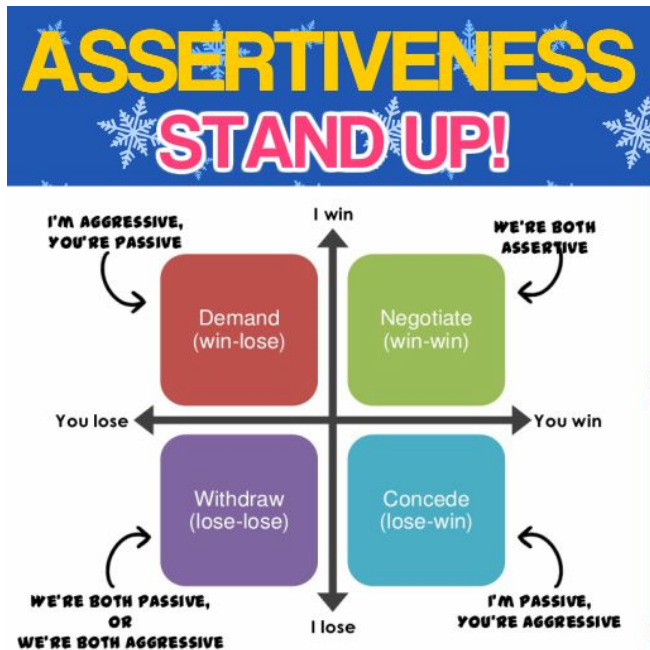 ASSERTIVENESS
STAND UP!
I'M AGGRESSIVE,
YOU'RE PASSIVE
I win
WE'RE BOTH
ASSERTIVE
Demand
(win-lose)
Negotiate
(win-win)
You lose
You win
Withdraw
(lose-lose)
Concede
(lose-win)
WE'RE BOTH PASSIVE,
OR
WE'RE BOTH AGGRESSIVE
I lose
I'M PASSIVE,
YOU'RE AGGRESSIVE